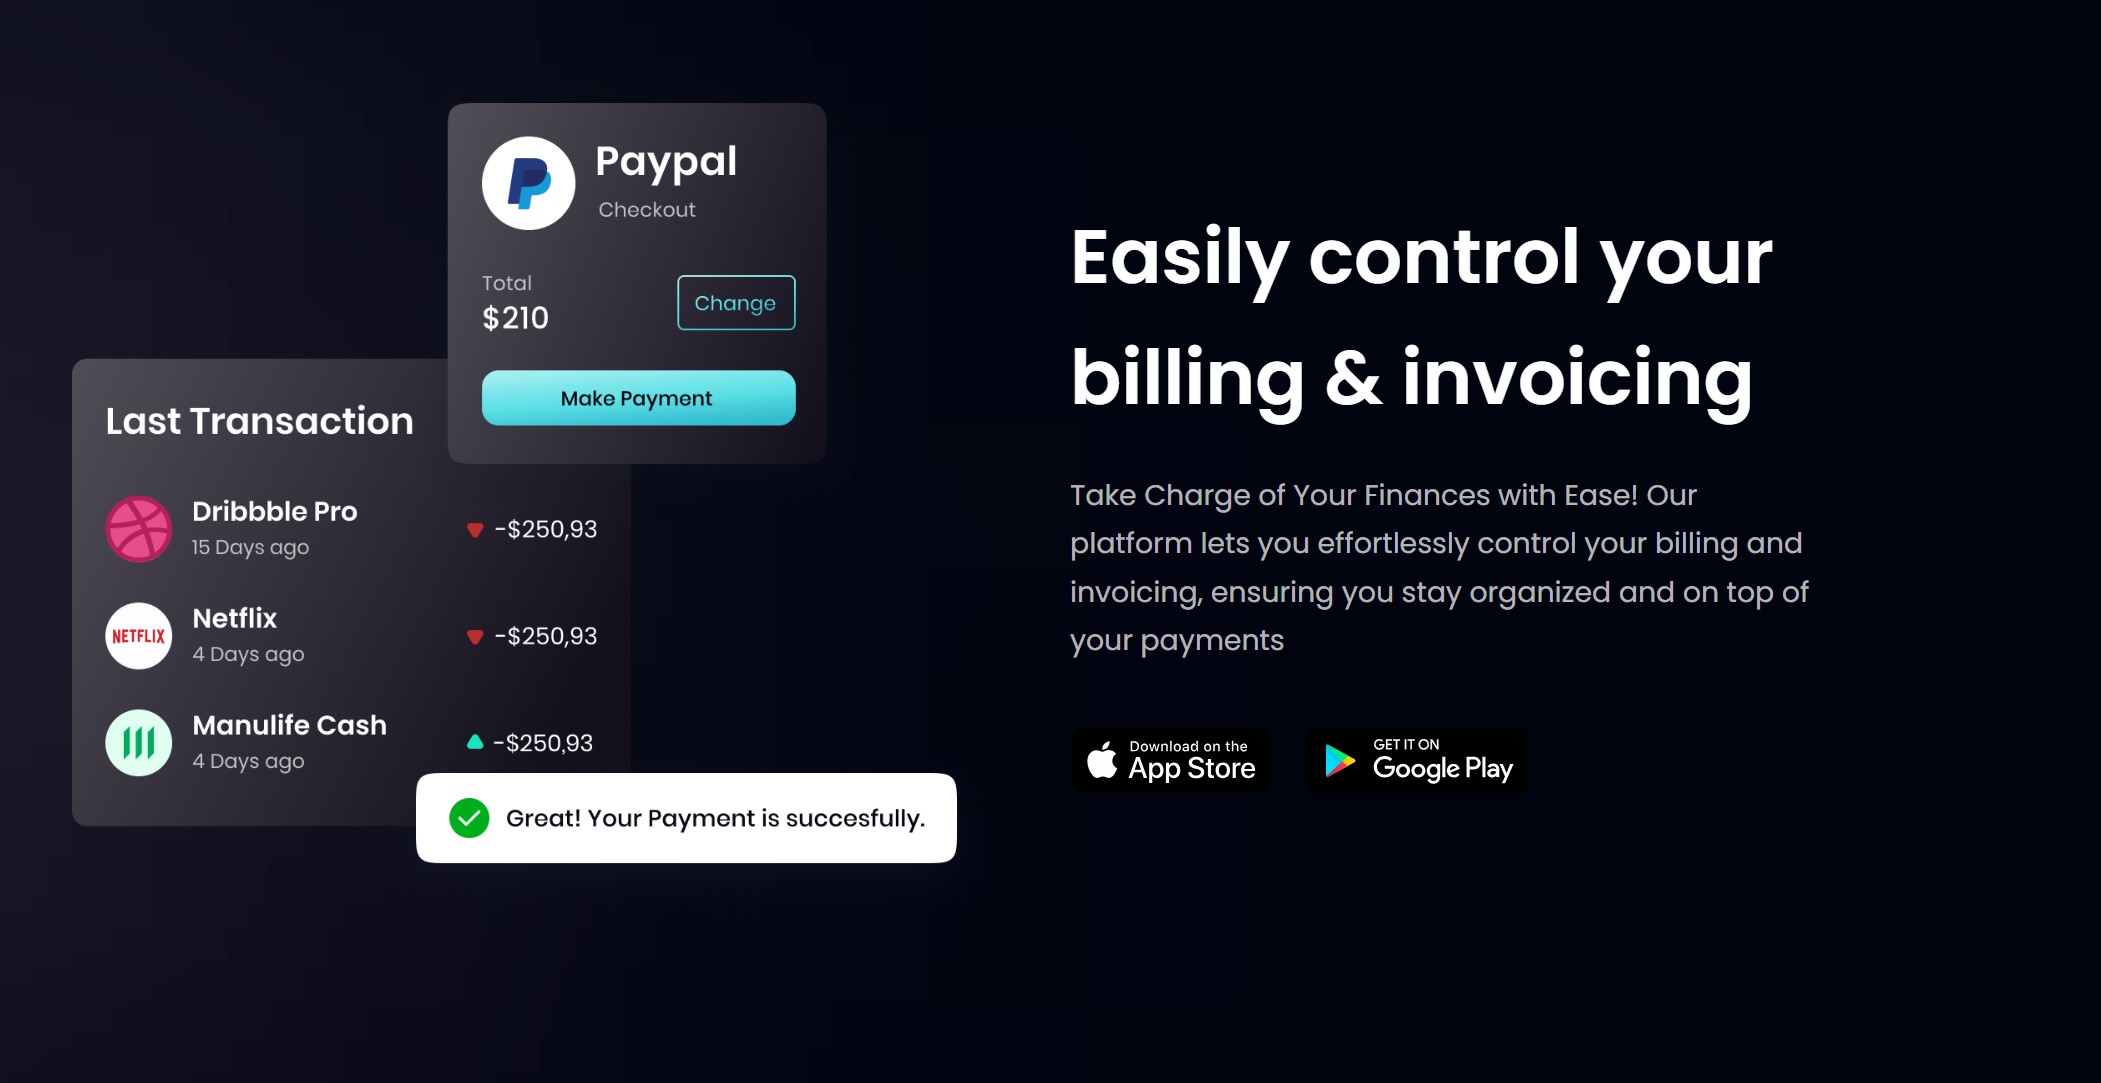 Paypal
Checkout
Total
$210
Change
Make Payment
Last Transaction
Dribbble Pro
15 Days ago
-$250,93
NETFLIX
Netflix
4 Days ago
-$250,93
Manulife Cash
4 Days ago
-$250,93
Great! Your Payment is succesfully.
Easily control your
billing & invoicing
Take Charge of Your Finances with Ease! Our
platform lets you effortlessly control your billing and
invoicing, ensuring you stay organized and on top of
your payments
Download on the
App Store
GET IT ON
Google Play